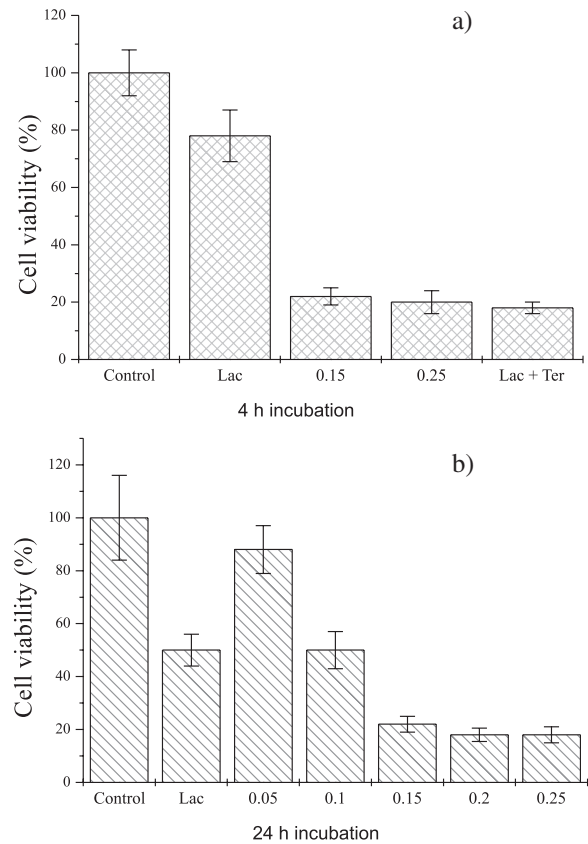 a)
120
100
80
60
40
20
0
Cell viability (%)
Control Lac 0.15 0.25 Lac + Ter
4 h incubation
b)
120
100
80
60
40
20
0
Cell viability (%)
Control Lac 0.05 0.1 0.15 0.2 0.25
24 h incubation